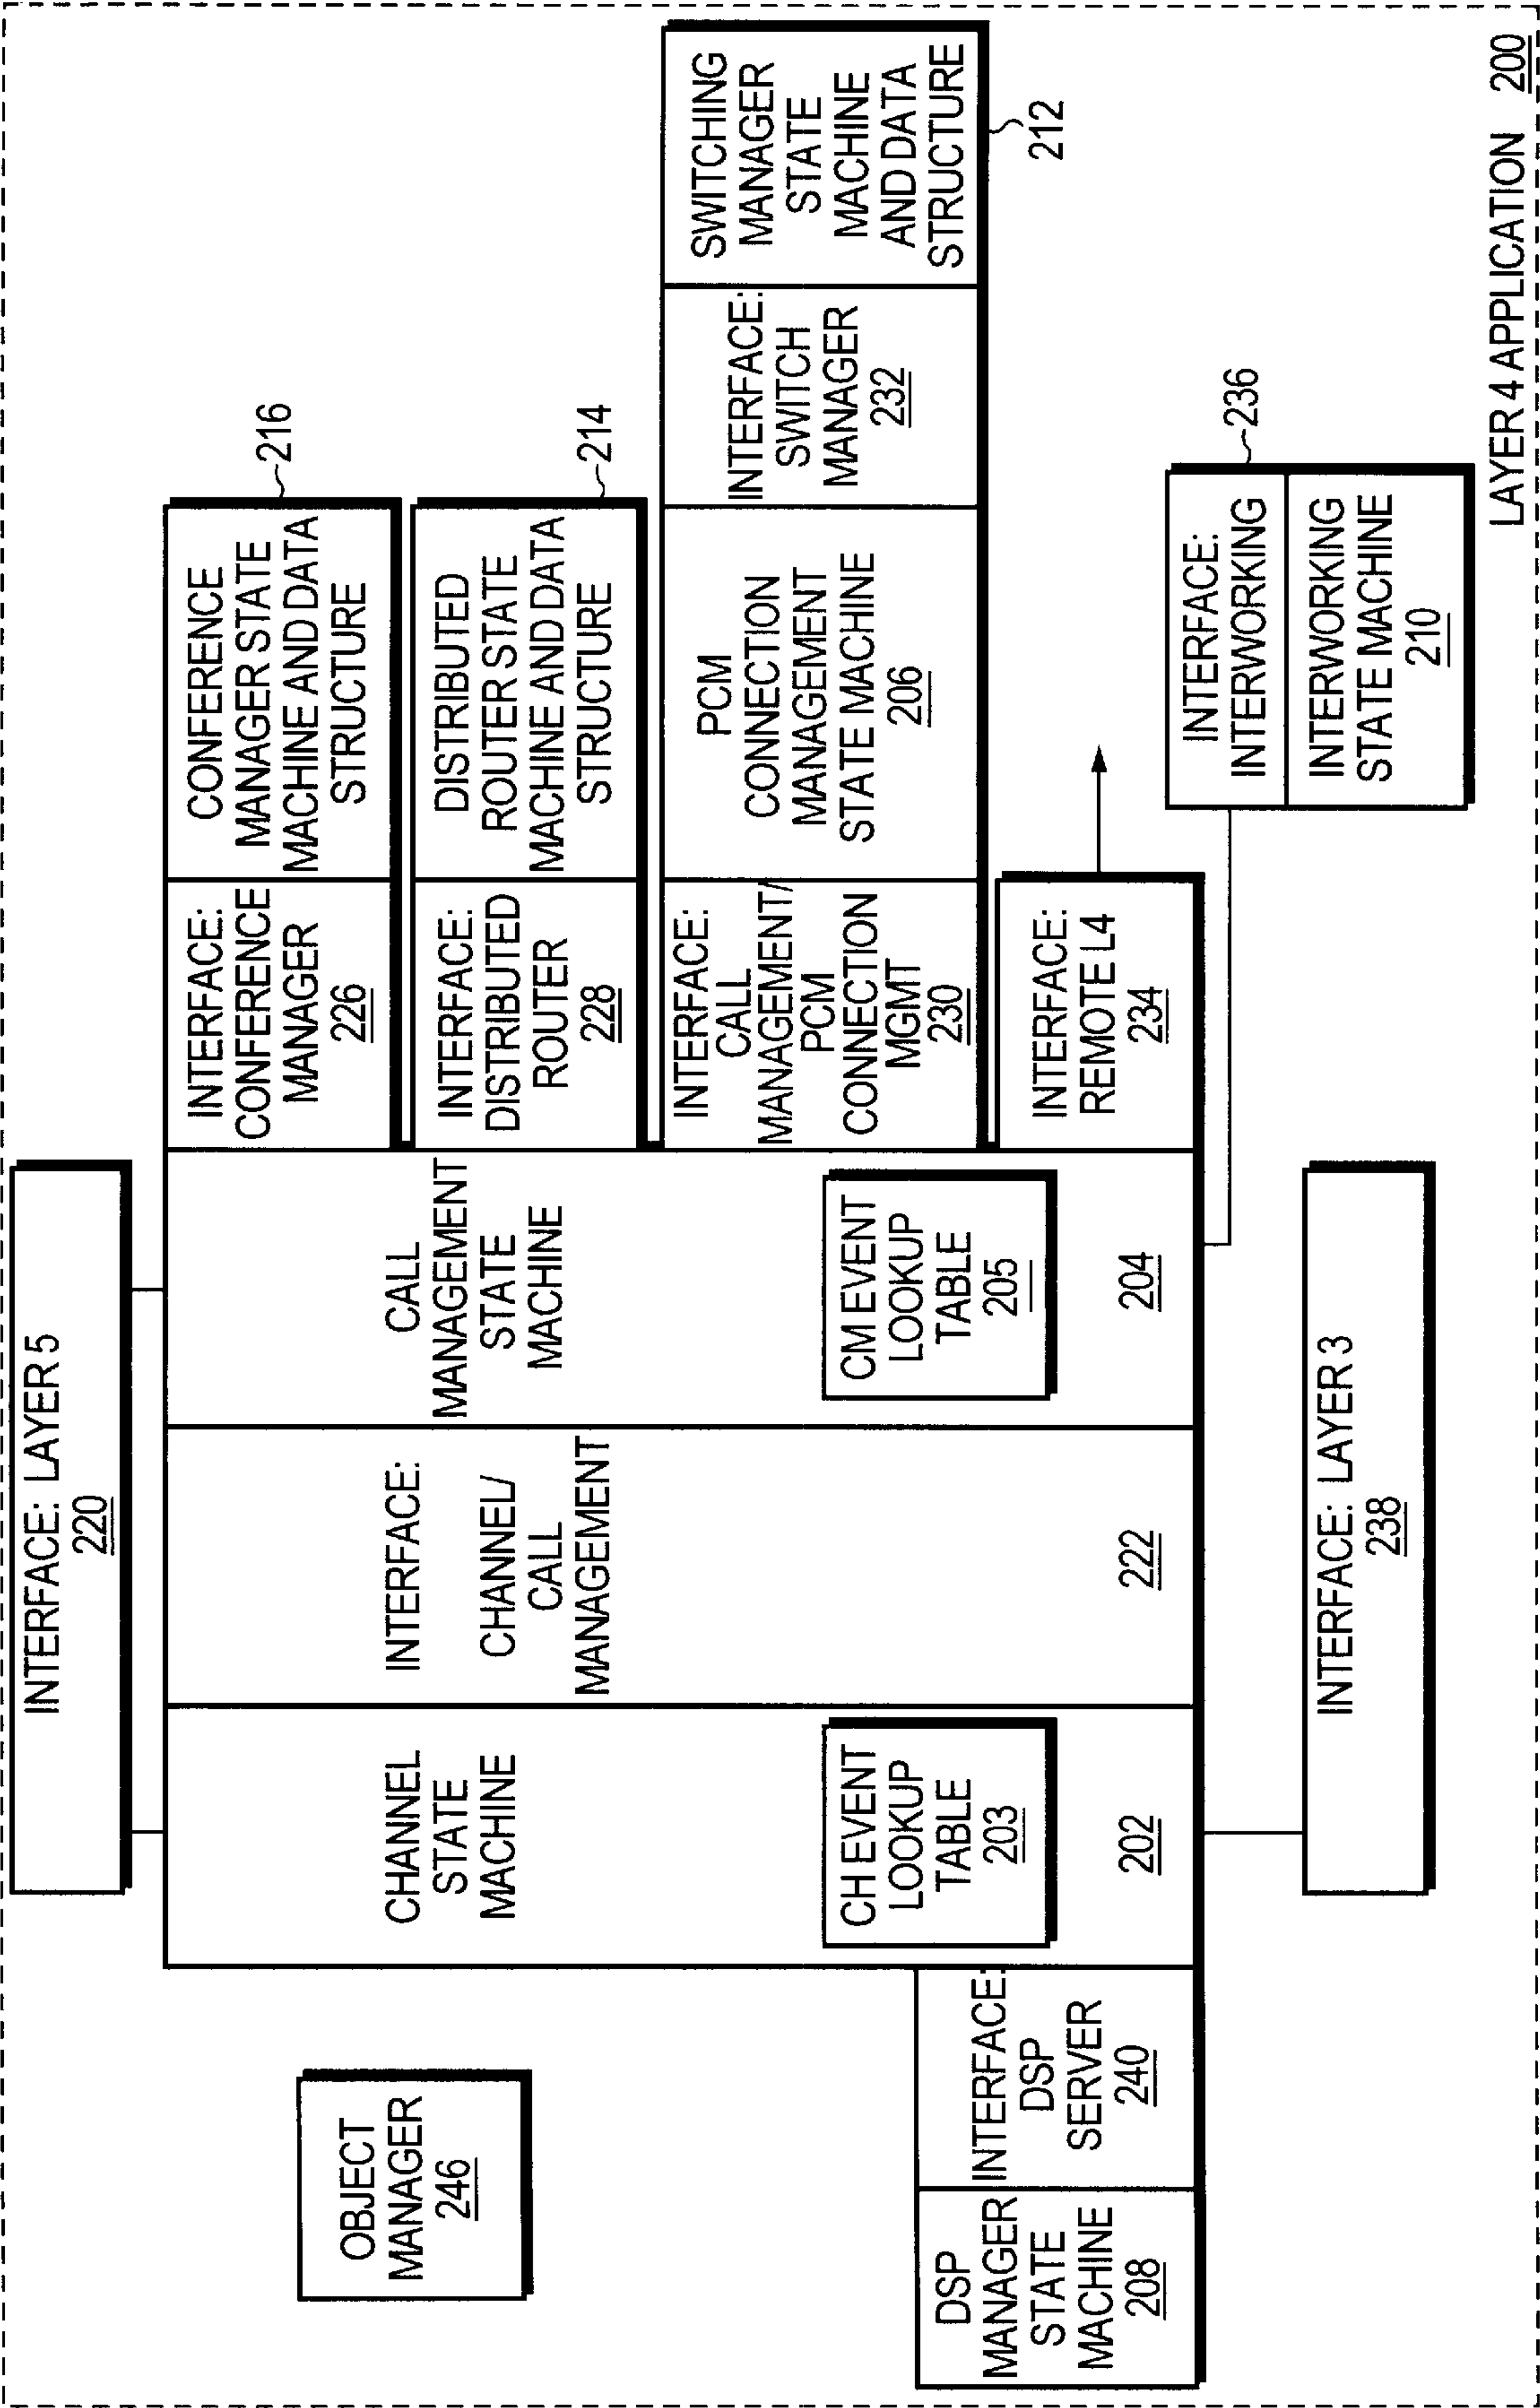 INTERFACE: LAYER 5
220
OBJECT
MANAGER
246
CHANNEL
STATE
MACHINE
CH EVENT
LOOKUP
TABLE
203
202
INTERFACE:
CHANNEL/
CALL
MANAGEMENT
222
CALL
MANAGEMENT
STATE
MACHINE
CM EVENT
LOOKUP
TABLE
205
204
INTERFACE:
CONFERENCE
MANAGER
226
CONFERENCE
MANAGER STATE
MACHINE AND DATA
STRUCTURE
216
INTERFACE:
DISTRIBUTED
ROUTER
228
DISTRIBUTED
ROUTER STATE
MACHINE AND DATA
STRUCTURE
214
INTERFACE:
CALL
MANAGEMENT/
PCM
CONNECTION
MGMT
230
PCM
CONNECTION
MANAGEMENT
STATE MACHINE
206
INTERFACE:
SWITCH
MANAGER
232
SWITCHING
MANAGER
STATE
MACHINE
AND DATA
STRUCTURE
212
DSP
MANAGER
STATE
MACHINE
208
INTERFACE:
DSP
SERVER
240
INTERFACE:
REMOTE L4
234
INTERFACE:
INTERWORKING
236
INTERWORKING
STATE MACHINE
210
INTERFACE: LAYER 3
238
LAYER 4 APPLICATION 200